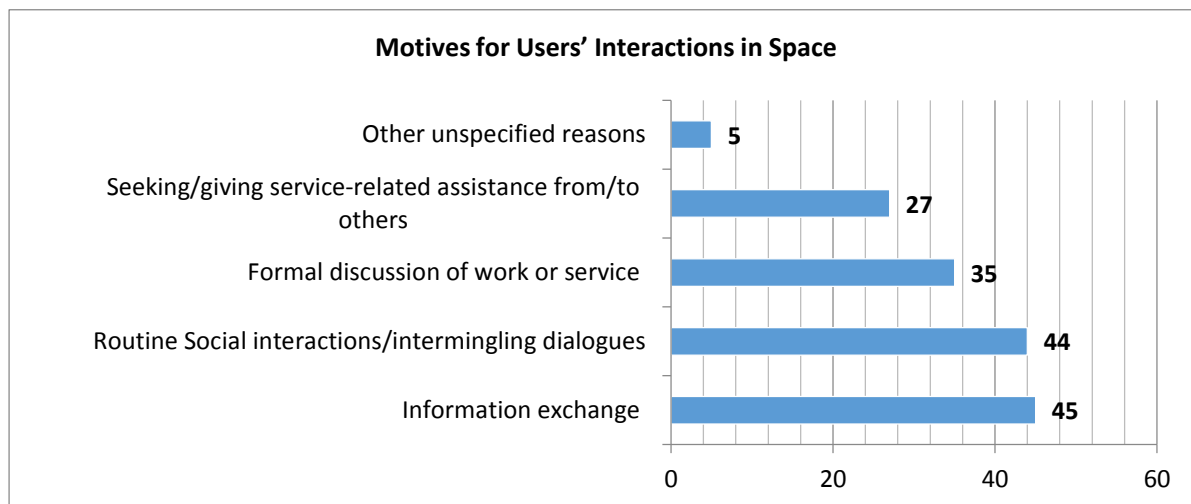 Motives for Users’ Interactions in Space
Other unspecified reasons
5
Seeking/giving service-related assistance from/to
others
27
Formal discussion of work or service
35
Routine Social interactions/intermingling dialogues
44
Information exchange
45
0 20 40 60